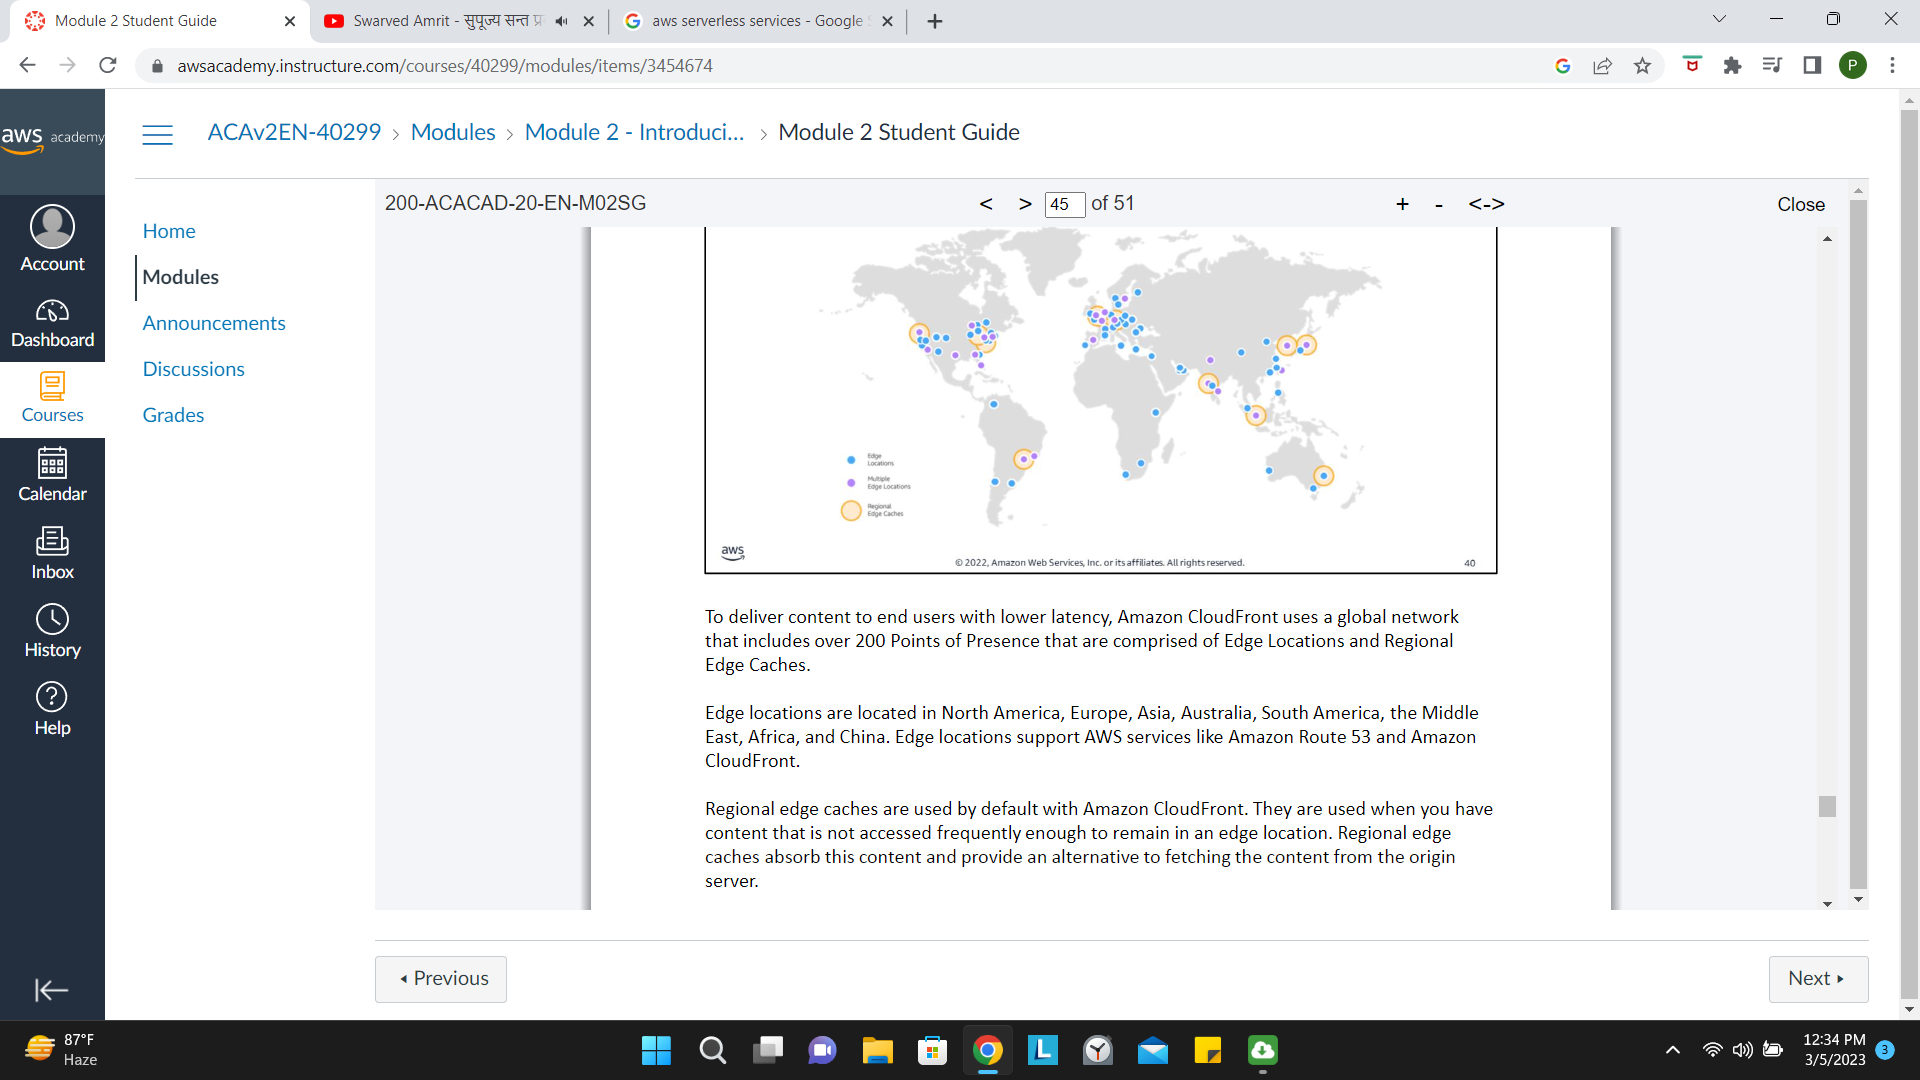 Module 2 Student Guide
Swarved Amrit - सुपूज्य सन्त प्र
aws serverless services - Google
awsacademy.instructure.com/courses/40299/modules/items/3454674
P
aws academy
ACAv2EN-40299 > Modules > Module 2 - Introduci... > Module 2 Student Guide
200-ACACAD-20-EN-M02SG
< > 45 of 51
+ - <->
Close
Account
Dashboard
Courses
Calendar
Inbox
History
Help
Home
Modules
Announcements
Discussions
Grades
Edge
Locations
Multiple
Edge Locations
Regional
Edge Caches
aws
© 2022, Amazon Web Services, Inc. or its affiliates. All rights reserved.
40
To deliver content to end users with lower latency, Amazon CloudFront uses a global network
that includes over 200 Points of Presence that are comprised of Edge Locations and Regional
Edge Caches.
Edge locations are located in North America, Europe, Asia, Australia, South America, the Middle
East, Africa, and China. Edge locations support AWS services like Amazon Route 53 and Amazon
CloudFront.
Regional edge caches are used by default with Amazon CloudFront. They are used when you have
content that is not accessed frequently enough to remain in an edge location. Regional edge
caches absorb this content and provide an alternative to fetching the content from the origin
server.
Previous
Next
87°F
Haze
L
12:34 PM
3/5/2023
3